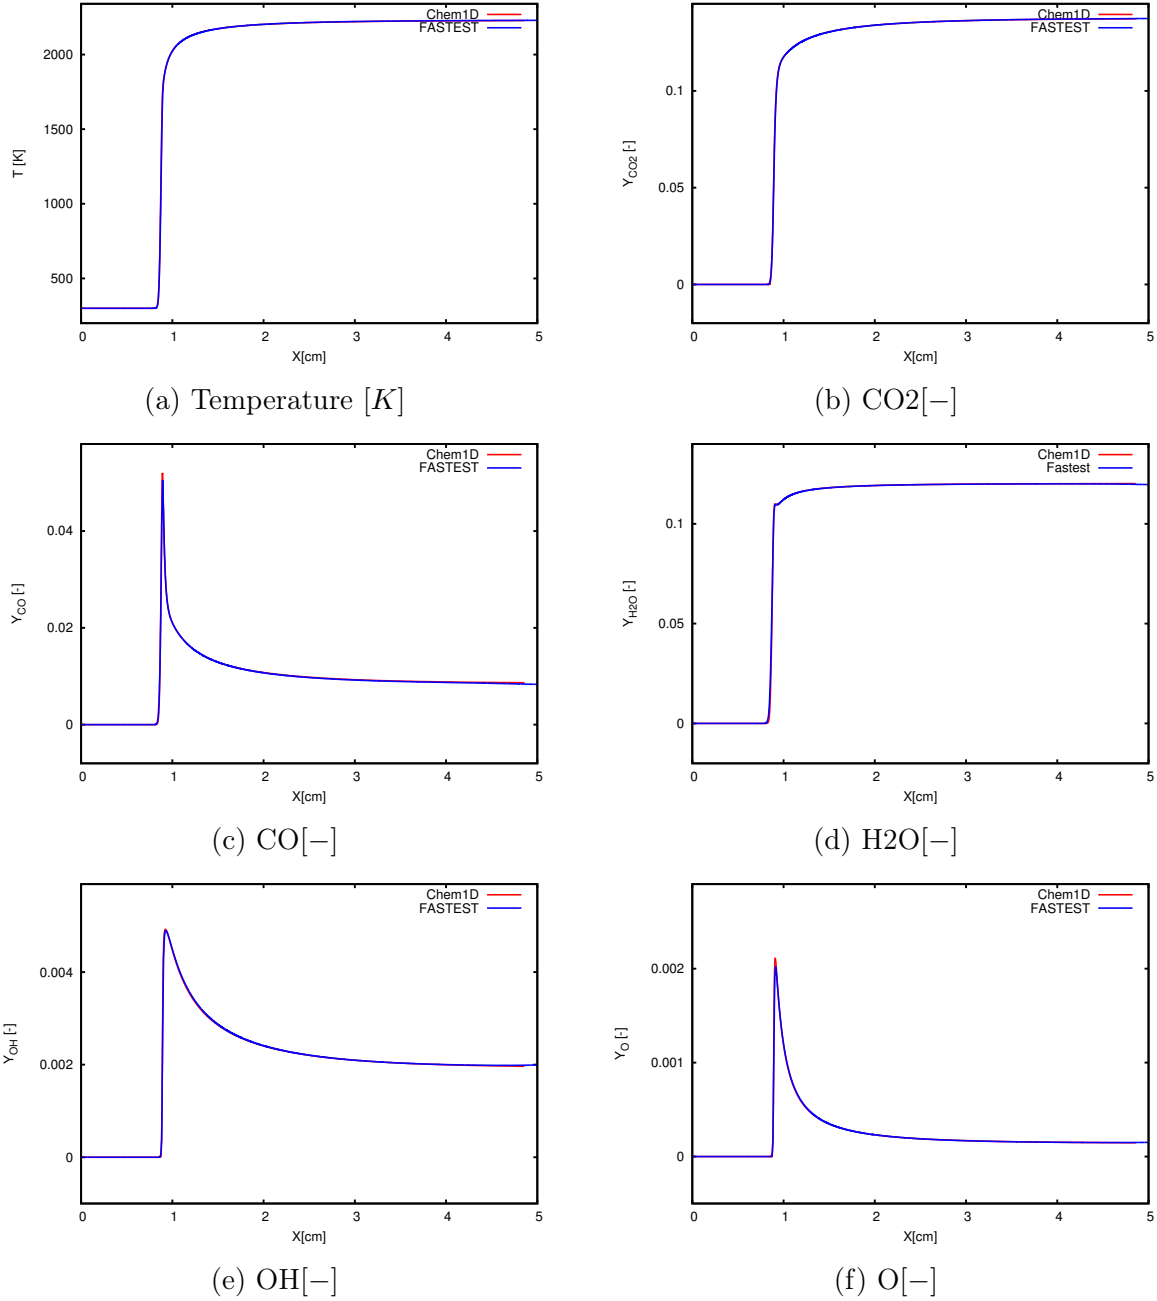 Chem1D
FASTEST
2000
1500
1000
500
T [K]
0 1 2 3 4 5
X[cm]
(a) Temperature [K]
Chem1D
FASTEST
0.1
0.05
0
Y_CO2 [-]
0 1 2 3 4 5
X[cm]
(b) CO2[−]
Chem1D
FASTEST
0.04
0.02
0
Y_CO [-]
0 1 2 3 4 5
X[cm]
(c) CO[−]
Chem1D
Fastest
0.1
0.05
0
Y_H2O [-]
0 1 2 3 4 5
X[cm]
(d) H2O[−]
Chem1D
FASTEST
0.004
0.002
0
Y_OH [-]
0 1 2 3 4 5
X[cm]
(e) OH[−]
Chem1D
FASTEST
0.002
0.001
0
Y_O [-]
0 1 2 3 4 5
X[cm]
(f) O[−]